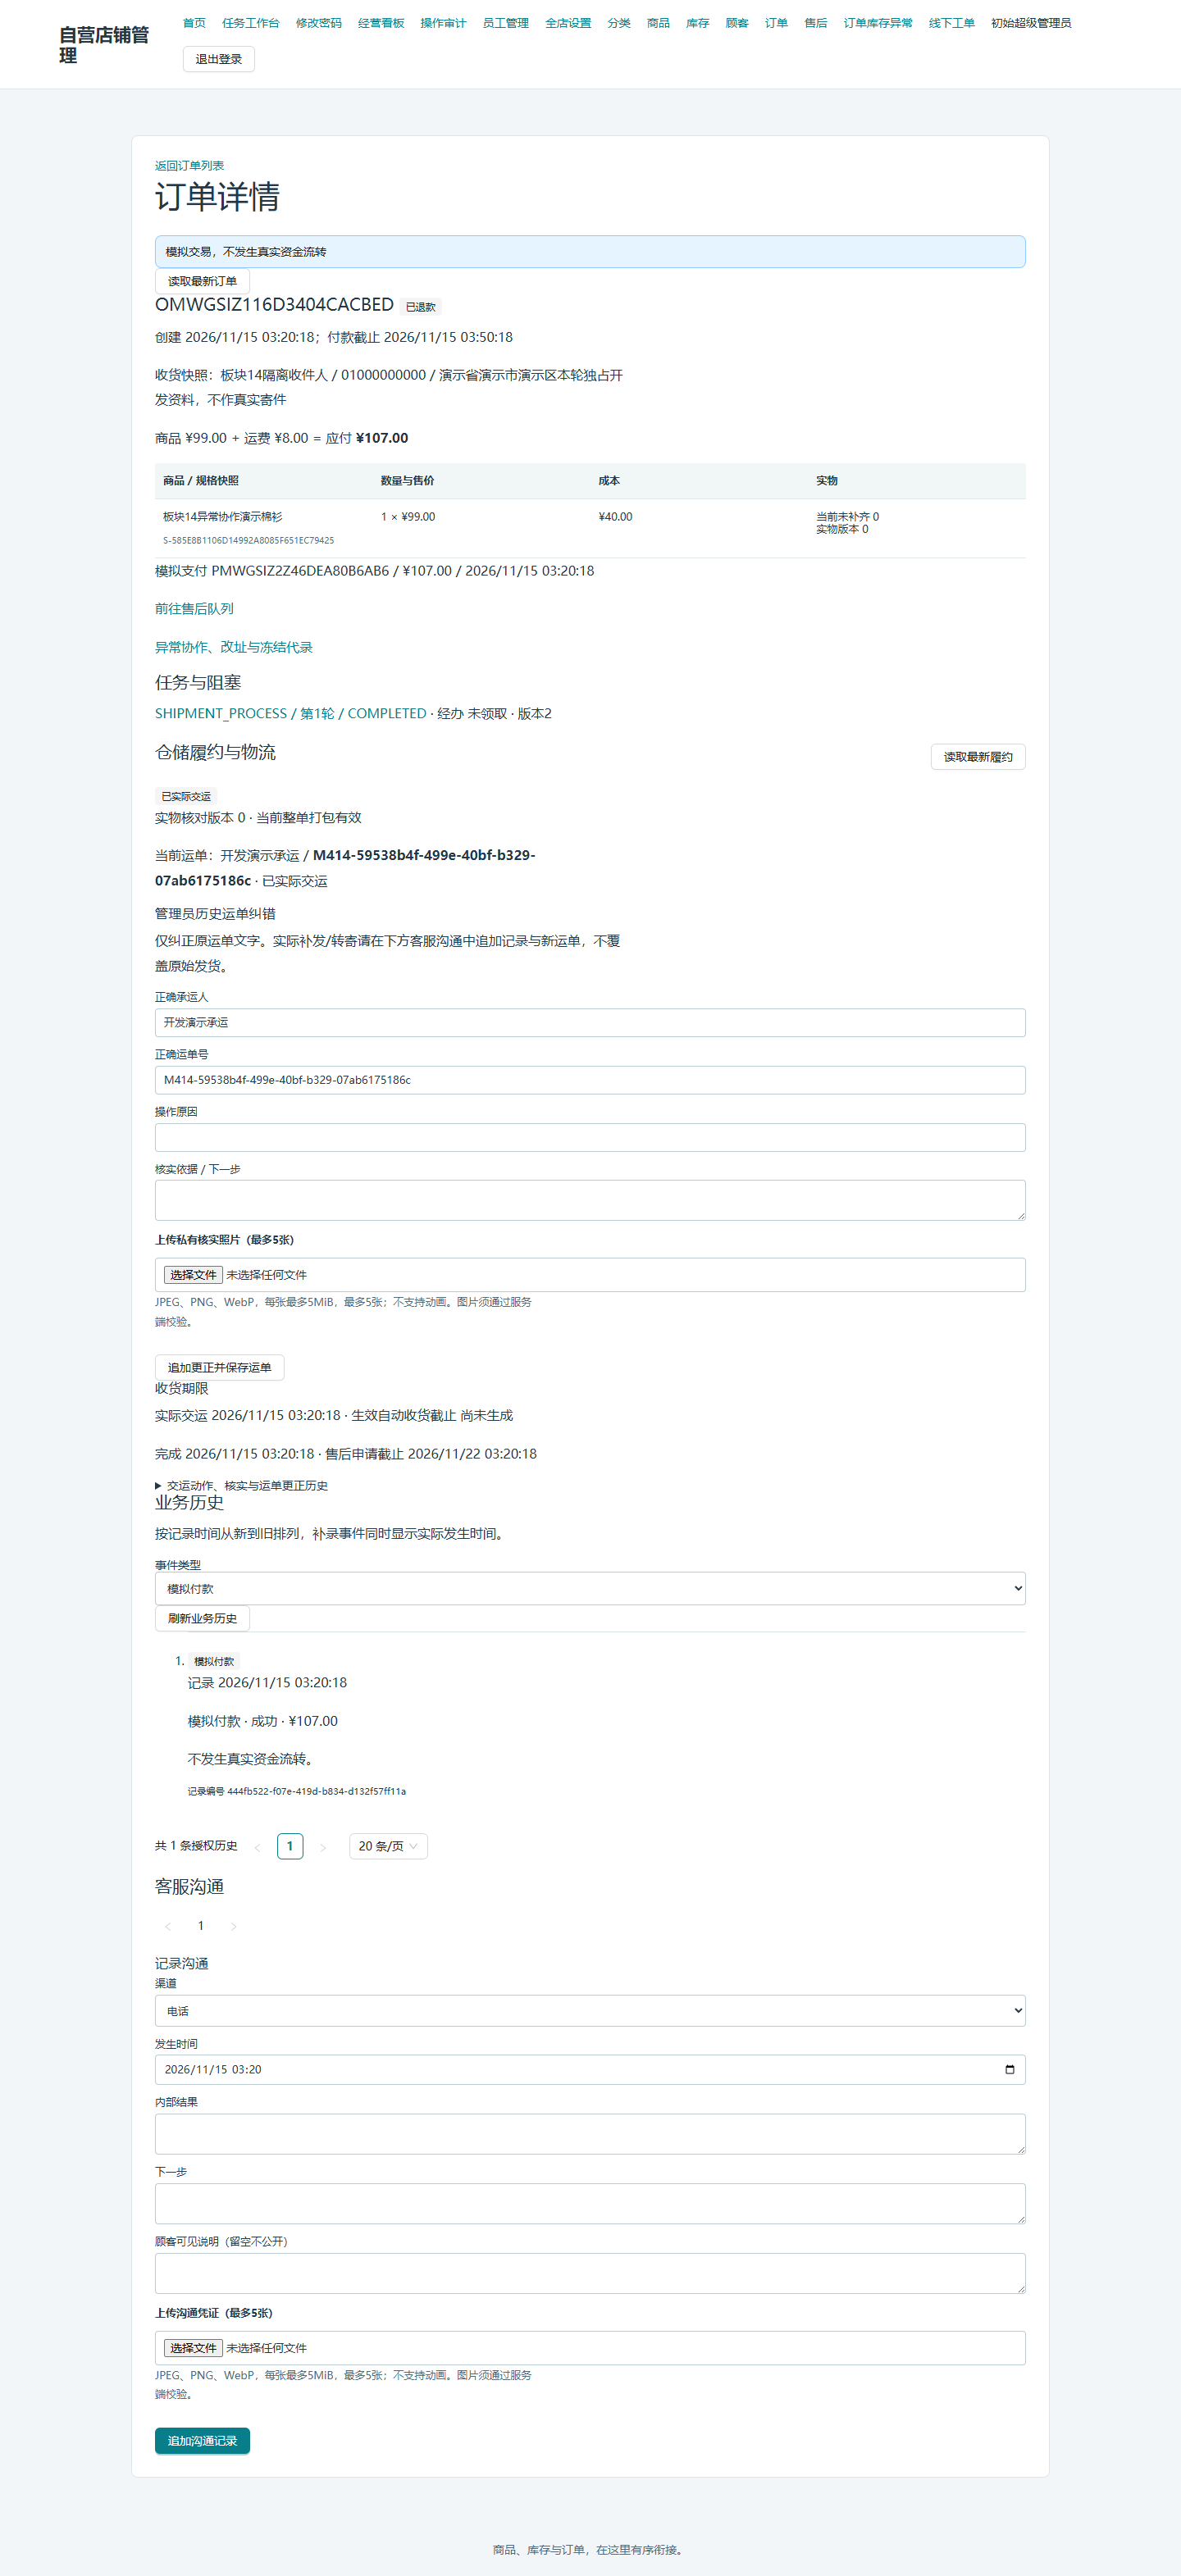 自营店铺管理
首页 任务工作台 修改密码 经营看板 操作审计 员工管理 全店设置 分类 商品 库存 顾客 订单 售后 订单库存异常 线下工单 初始超级管理员
退出登录
返回订单列表
订单详情
模拟交易，不发生真实资金流转
读取最新订单
OMWGSIZ116D3404CACBED 已退款
创建 2026/11/15 03:20:18；付款截止 2026/11/15 03:50:18
收货快照：板块14隔离收件人 / 01000000000 / 演示省演示市演示区本轮独占开
发资料，不作真实寄件
商品 ¥99.00 + 运费 ¥8.00 = 应付 ¥107.00
商品 / 规格快照 数量与售价 成本 实物
板块14异常协作演示棉衫 1 × ¥99.00 ¥40.00 当前未补齐 0
实物版本 0
S-585E8B1106D14992A8085F651EC79425
模拟支付 PMWGSIZ2Z46DEA80B6AB6 / ¥107.00 / 2026/11/15 03:20:18
前往售后队列
异常协作、改址与冻结代录
任务与阻塞
SHIPMENT_PROCESS / 第1轮 / COMPLETED · 经办 未领取 · 版本2
仓储履约与物流
读取最新履约
已实际交运
实物核对版本 0 · 当前整单打包有效
当前运单：开发演示承运 / M414-59538b4f-499e-40bf-b329-
07ab6175186c · 已实际交运
管理员历史运单纠错
仅纠正原运单文字。实际补发/转寄请在下方客服沟通中追加记录与新运单，不覆
盖原始发货。
正确承运人
开发演示承运
正确运单号
M414-59538b4f-499e-40bf-b329-07ab6175186c
操作原因
核实依据 / 下一步
上传私有核实照片（最多5张）
选择文件 未选择任何文件
JPEG、PNG、WebP，每张最多5MiB，最多5张；不支持动画。图片须通过服务
端校验。
追加更正并保存运单
收货期限
实际交运 2026/11/15 03:20:18 · 生效自动收货截止 尚未生成
完成 2026/11/15 03:20:18 · 售后申请截止 2026/11/22 03:20:18
▶ 交运动作、核实与运单更正历史
业务历史
按记录时间从新到旧排列，补录事件同时显示实际发生时间。
事件类型
模拟付款
刷新业务历史
1. 模拟付款
记录 2026/11/15 03:20:18
模拟付款 · 成功 · ¥107.00
不发生真实资金流转。
记录编号 444fb522-f07e-419d-b834-d132f57ff11a
共 1 条授权历史 < 1 > 20 条/页
客服沟通
< 1 >
记录沟通
渠道
电话
发生时间
2026/11/15 03:20
内部结果
下一步
顾客可见说明（留空不公开）
上传沟通凭证（最多5张）
选择文件 未选择任何文件
JPEG、PNG、WebP，每张最多5MiB，最多5张；不支持动画。图片须通过服务
端校验。
追加沟通记录
商品、库存与订单，在这里有序衔接。